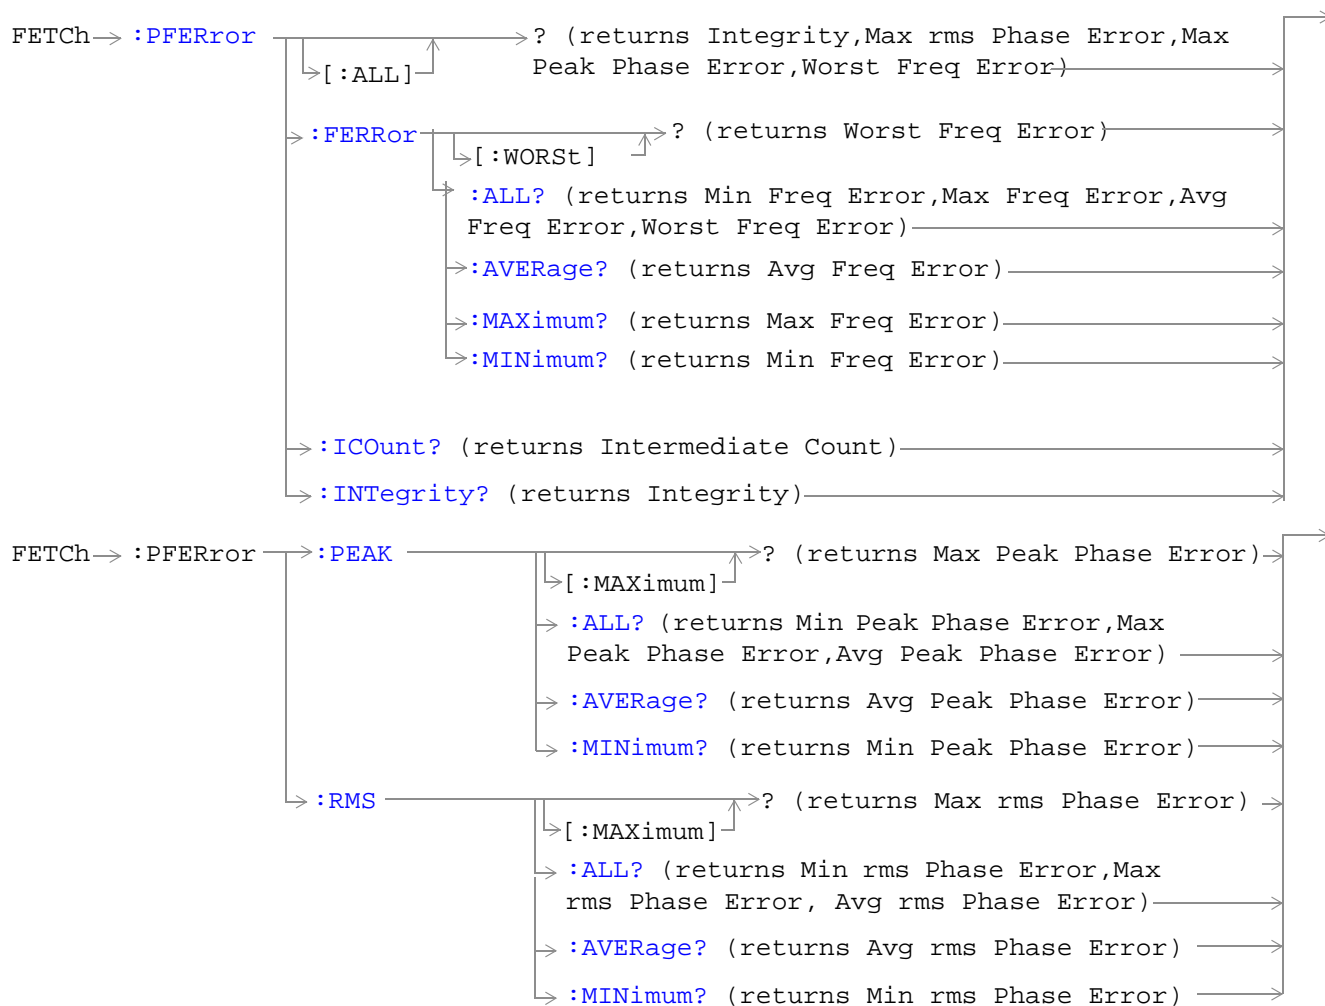 FETCh :PFERror ? (returns Integrity,Max rms Phase Error,Max
[:ALL] Peak Phase Error,Worst Freq Error)
:FERRor ? (returns Worst Freq Error)
[:WORSt]
:ALL? (returns Min Freq Error,Max Freq Error,Avg
Freq Error,Worst Freq Error)
:AVERage? (returns Avg Freq Error)
:MAXimum? (returns Max Freq Error)
:MINimum? (returns Min Freq Error)
:ICOunt? (returns Intermediate Count)
:INTegrity? (returns Integrity)
FETCh :PFERror :PEAK ? (returns Max Peak Phase Error)
[:MAXimum]
:ALL? (returns Min Peak Phase Error,Max
Peak Phase Error,Avg Peak Phase Error)
:AVERage? (returns Avg Peak Phase Error)
:MINimum? (returns Min Peak Phase Error)
:RMS ? (returns Max rms Phase Error)
[:MAXimum]
:ALL? (returns Min rms Phase Error,Max
rms Phase Error, Avg rms Phase Error)
:AVERage? (returns Avg rms Phase Error)
:MINimum? (returns Min rms Phase Error)